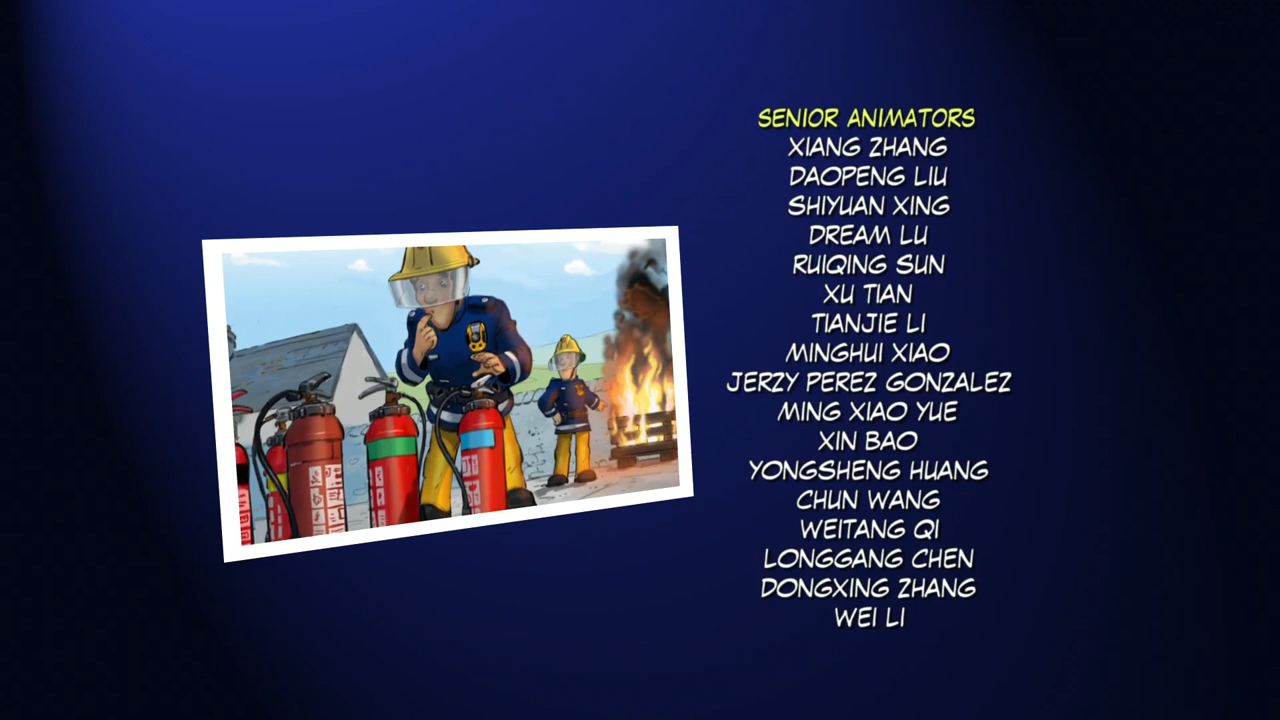 SENIOR ANIMATORS
XIANG ZHANG
DAOPENG LIU
SHIYUAN XING
DREAM LU
RUIQING SUN
XU TIAN
TIANJIE LI
MINGHUI XIAO
JERZY PEREZ GONZALEZ
MING XIAO YUE
XIN BAO
YONGSHENG HUANG
CHUN WANG
WEITANG QI
LONGGANG CHEN
DONGXING ZHANG
WEI LI